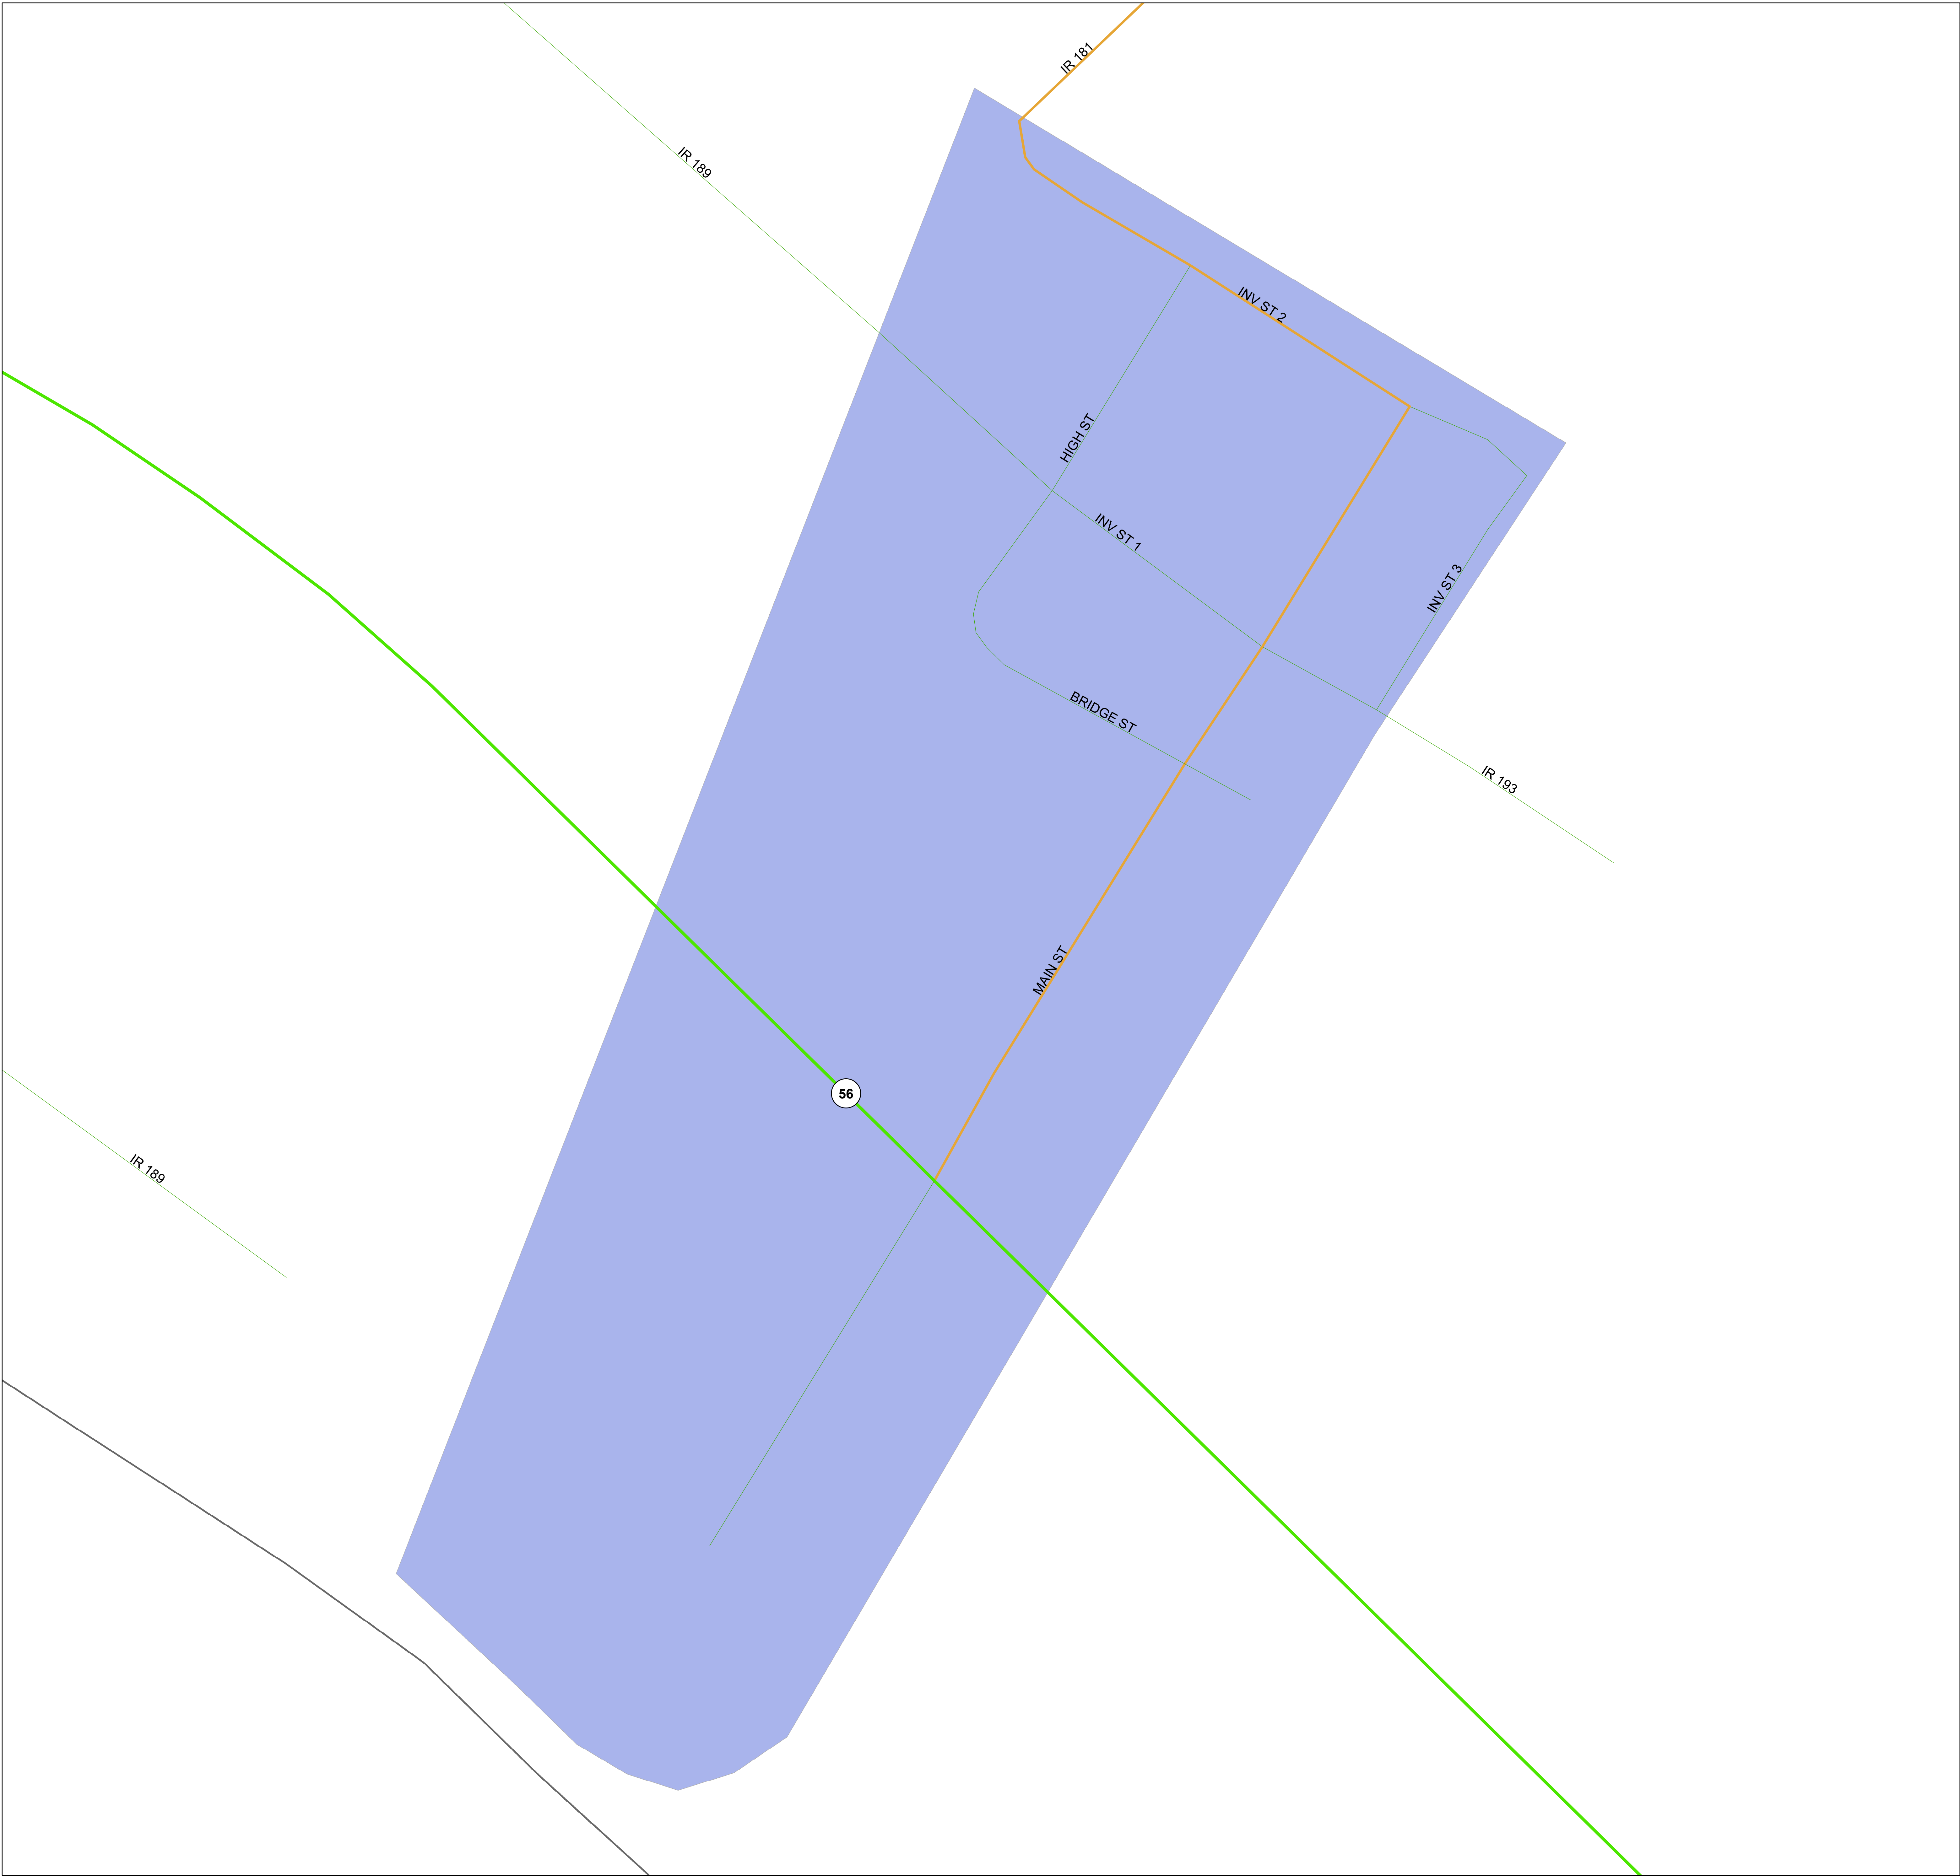 IR 181
IR 189
INV ST 2
HIGH ST
INV ST 1
INV ST 3
BRIDGE ST
IR 193
MAIN ST
56
IR 189